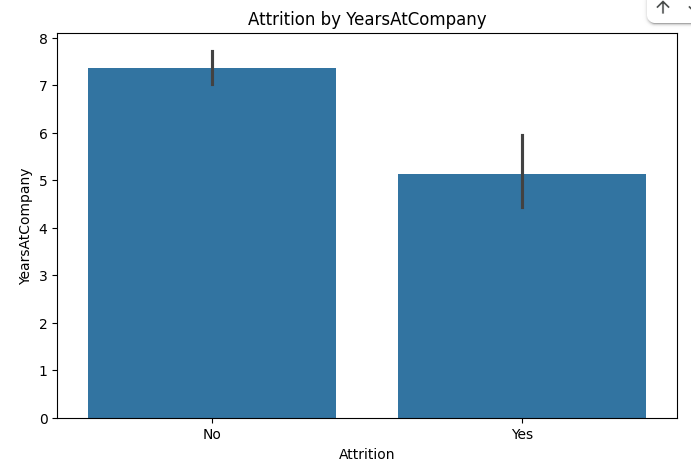 Attrition by YearsAtCompany
8
7
6
5
4
3
2
1
0
YearsAtCompany
No
Yes
Attrition